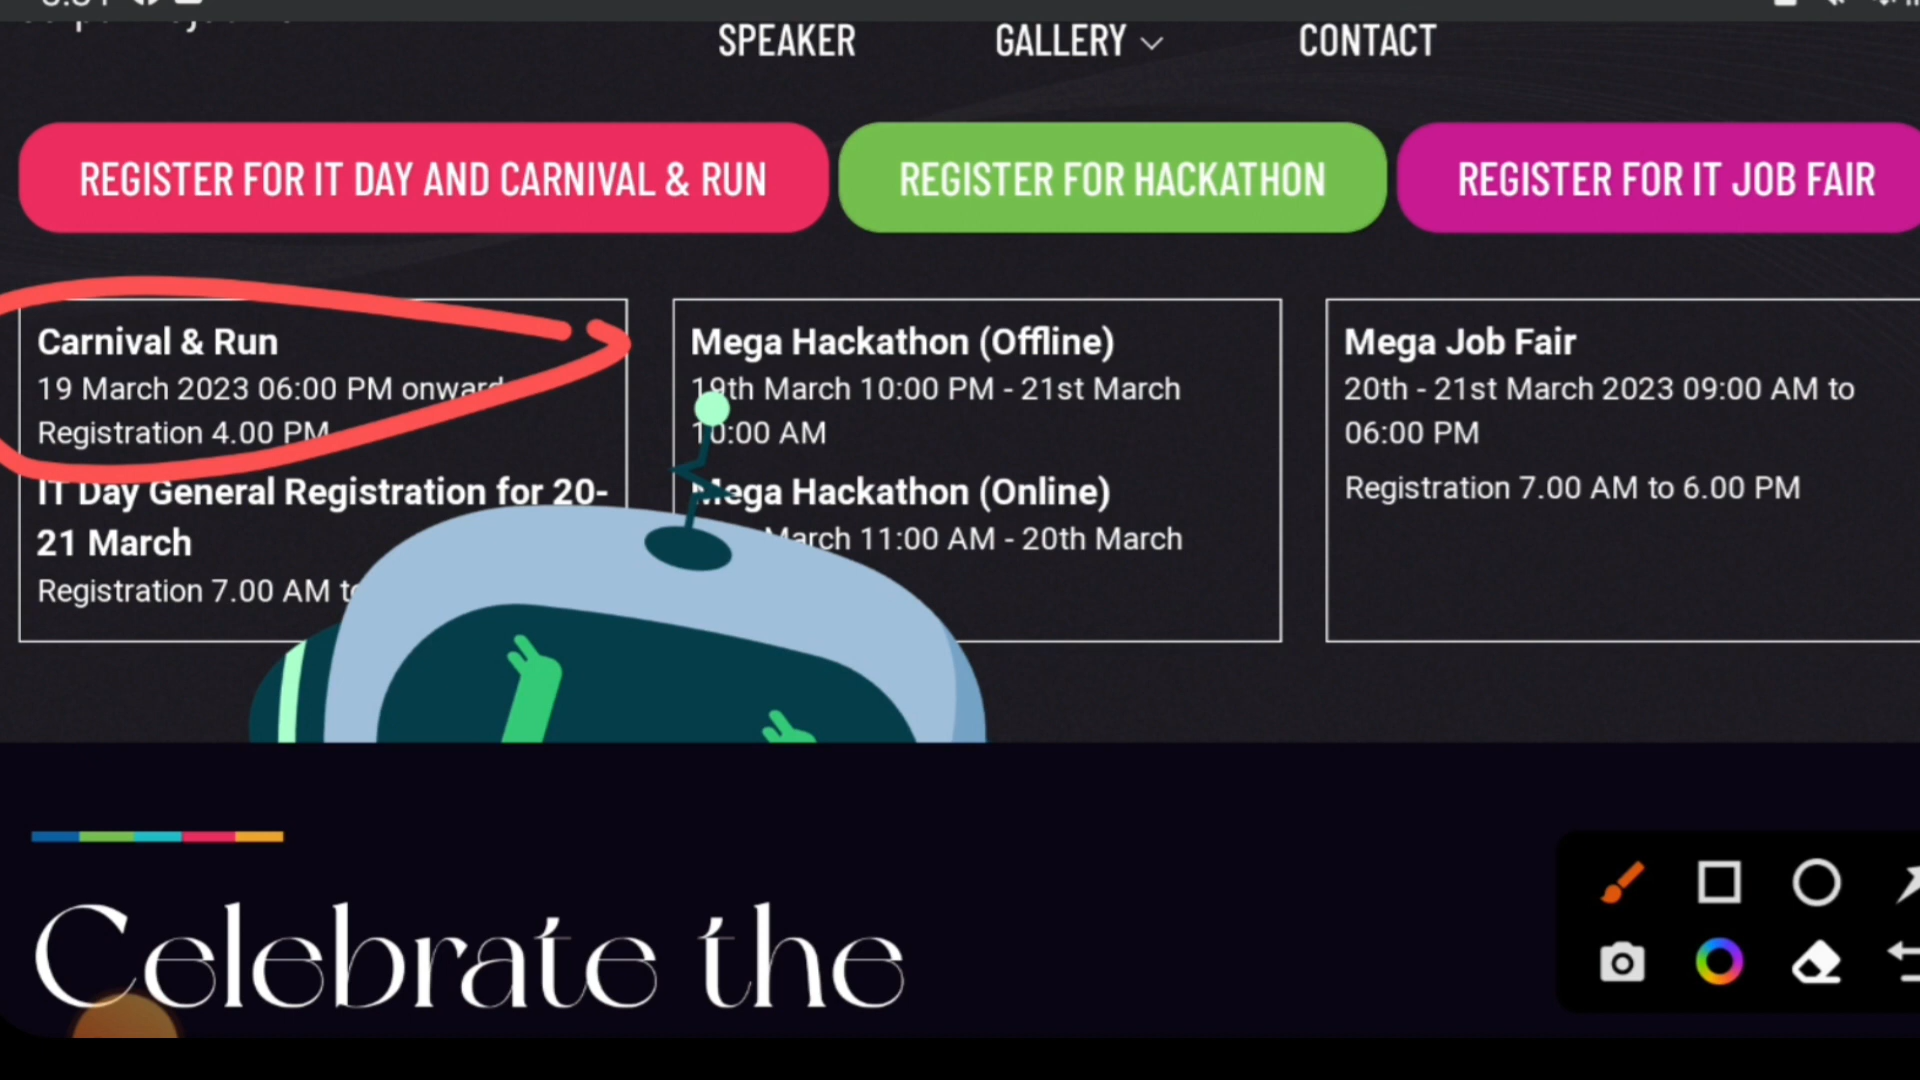 SPEAKER GALLERY CONTACT
REGISTER FOR IT DAY AND CARNIVAL & RUN
REGISTER FOR HACKATHON
REGISTER FOR IT JOB FAIR
Carnival & Run
19 March 2023 06:00 PM onward
Registration 4.00 PM
IT Day General Registration for 20-
21 March
Registration 7.00 AM
Mega Hackathon (Offline)
19th March 10:00 PM - 21st March
10:00 AM
Mega Hackathon (Online)
March 11:00 AM - 20th March
Mega Job Fair
20th - 21st March 2023 09:00 AM to
06:00 PM
Registration 7.00 AM to 6.00 PM
Celebrate the